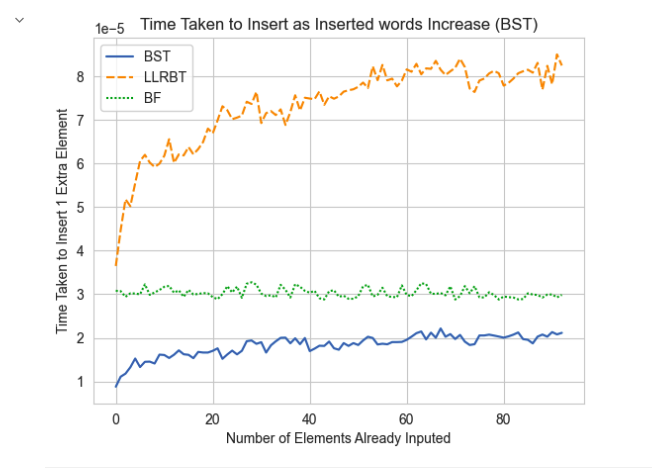 Time Taken to Insert as Inserted words Increase (BST)
1e−5
BST
LLRBT
BF
8
7
6
5
4
3
2
1
Time Taken to Insert 1 Extra Element
0
20
40
60
80
Number of Elements Already Inputed